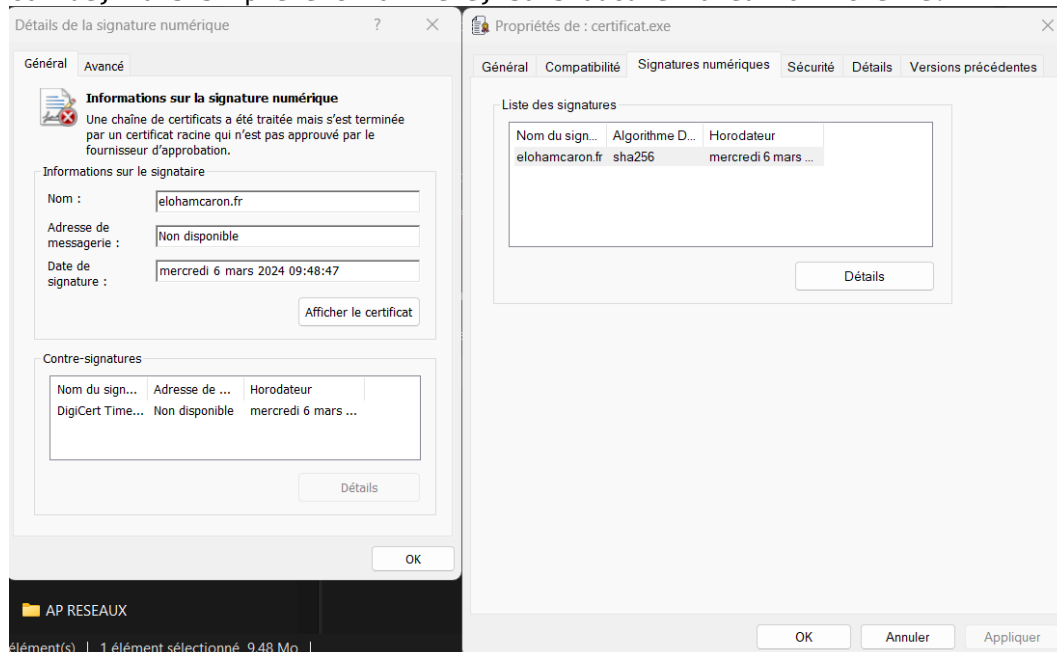 Détails de la signature numérique
?
Général
Avancé
Informations sur la signature numérique
Une chaîne de certificats a été traitée mais s'est terminée
par un certificat racine qui n'est pas approuvé par le
fournisseur d'approbation.
Informations sur le signataire
Nom :
elohamcaron.fr
Adresse de
messagerie :
Non disponible
Date de
signature :
mercredi 6 mars 2024 09:48:47
Afficher le certificat
Contre-signatures
Nom du sign... Adresse de ... Horodateur
DigiCert Time... Non disponible mercredi 6 mars ...
Détails
OK
AP RESEAUX
élément(s) | 1 élément sélectionné 9,48 Mo |
Propriétés de : certificat.exe
Général Compatibilité Signatures numériques Sécurité Détails Versions précédentes
Liste des signatures
Nom du sign... Algorithme D... Horodateur
elohamcaron.fr sha256 mercredi 6 mars ...
Détails
OK Annuler Appliquer